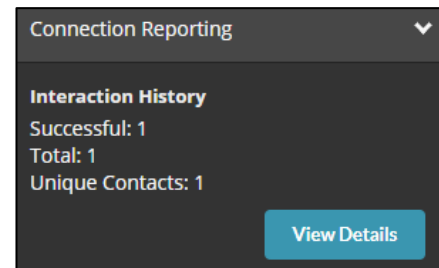 Connection Reporting
Interaction History
Successful: 1
Total: 1
Unique Contacts: 1
View Details